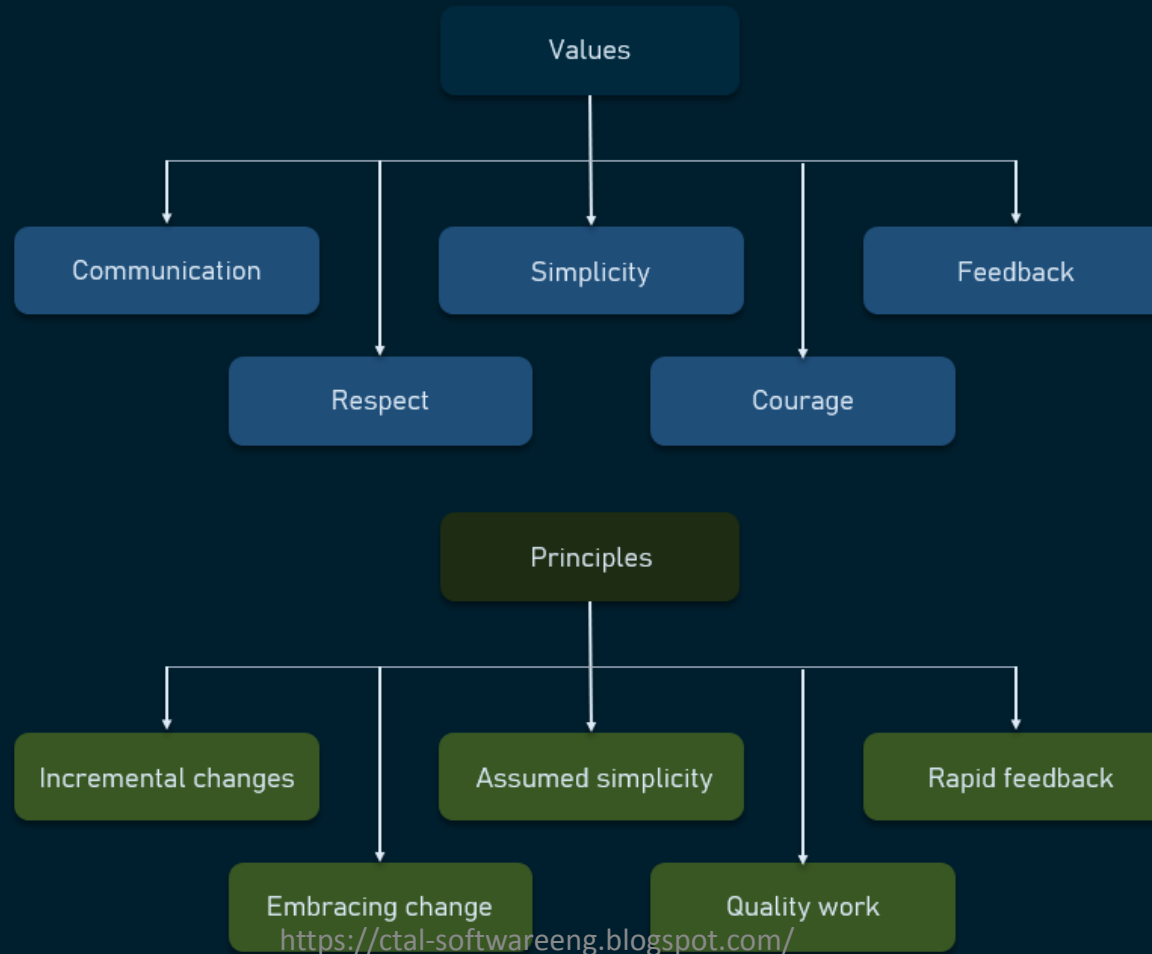 Values
Communication
Simplicity
Feedback
Respect
Courage
Principles
Incremental changes
Assumed simplicity
Rapid feedback
Embracing change
Quality work
https://ctal-softwareeng.blogspot.com/